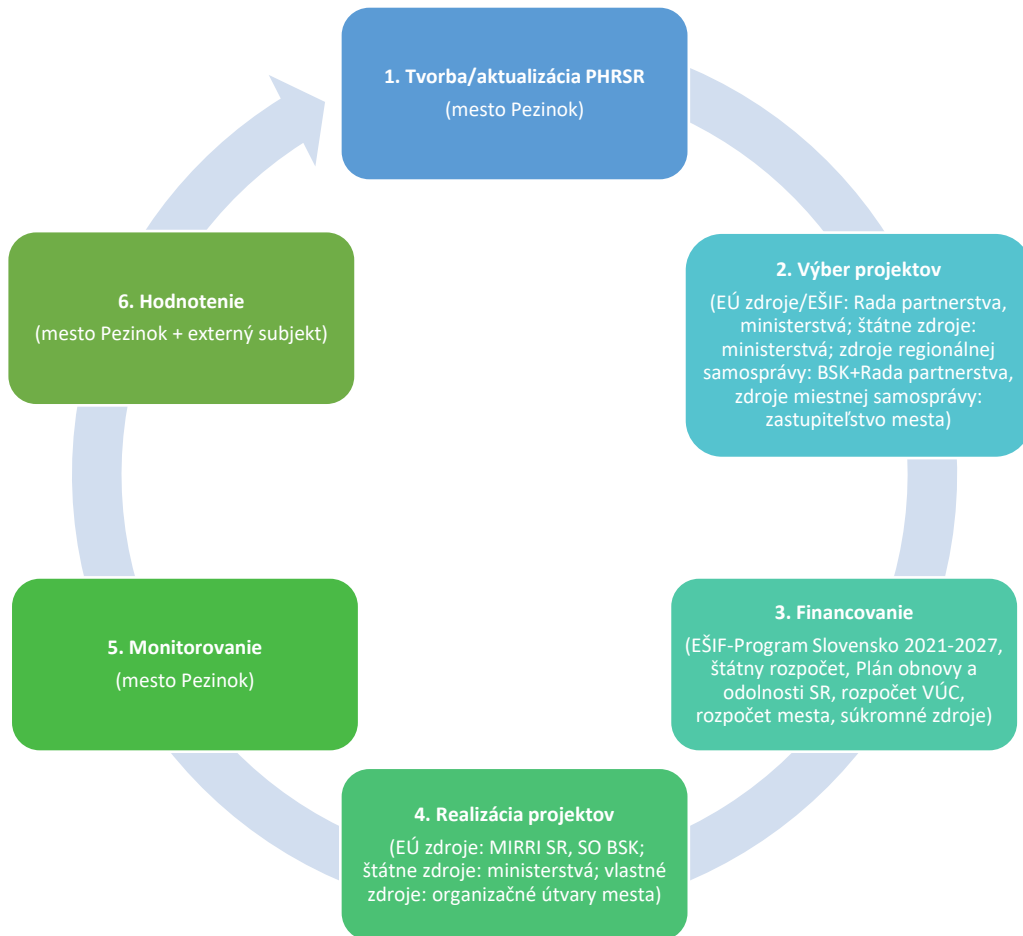 1. Tvorba/aktualizácia PHRSR
(mesto Pezinok)
2. Výber projektov
(EÚ zdroje/EŠIF: Rada partnerstva,
ministerstvá; štátne zdroje:
ministerstvá; zdroje regionálnej
samosprávy: BSK+Rada partnerstva,
zdroje miestnej samosprávy:
zastupiteľstvo mesta)
3. Financovanie
(EŠIF-Program Slovensko 2021-2027,
štátny rozpočet, Plán obnovy a
odolnosti SR, rozpočet VÚC,
rozpočet mesta, súkromné zdroje)
4. Realizácia projektov
(EÚ zdroje: MIRRI SR, SO BSK;
štátne zdroje: ministerstvá; vlastné
zdroje: organizačné útvary mesta)
5. Monitorovanie
(mesto Pezinok)
6. Hodnotenie
(mesto Pezinok + externý subjekt)